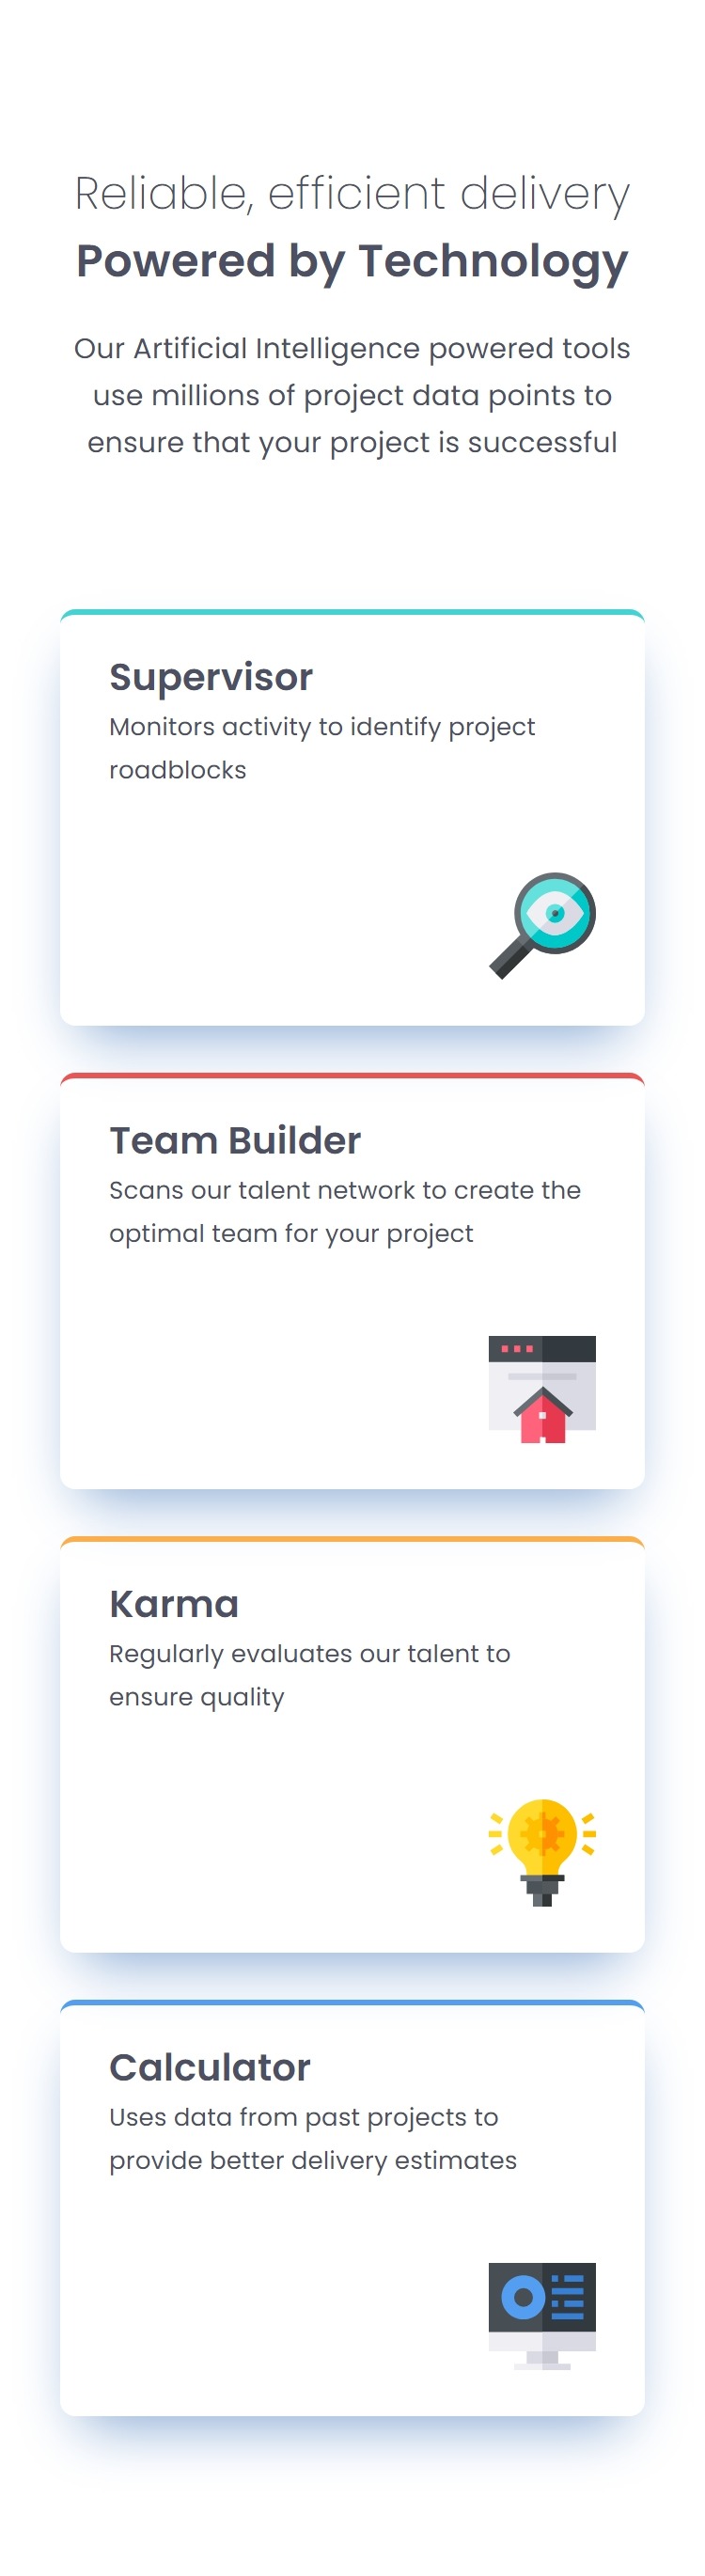 Reliable, efficient delivery
Powered by Technology
Our Artificial Intelligence powered tools
use millions of project data points to
ensure that your project is successful
Supervisor
Monitors activity to identify project
roadblocks
Team Builder
Scans our talent network to create the
optimal team for your project
Karma
Regularly evaluates our talent to
ensure quality
Calculator
Uses data from past projects to
provide better delivery estimates